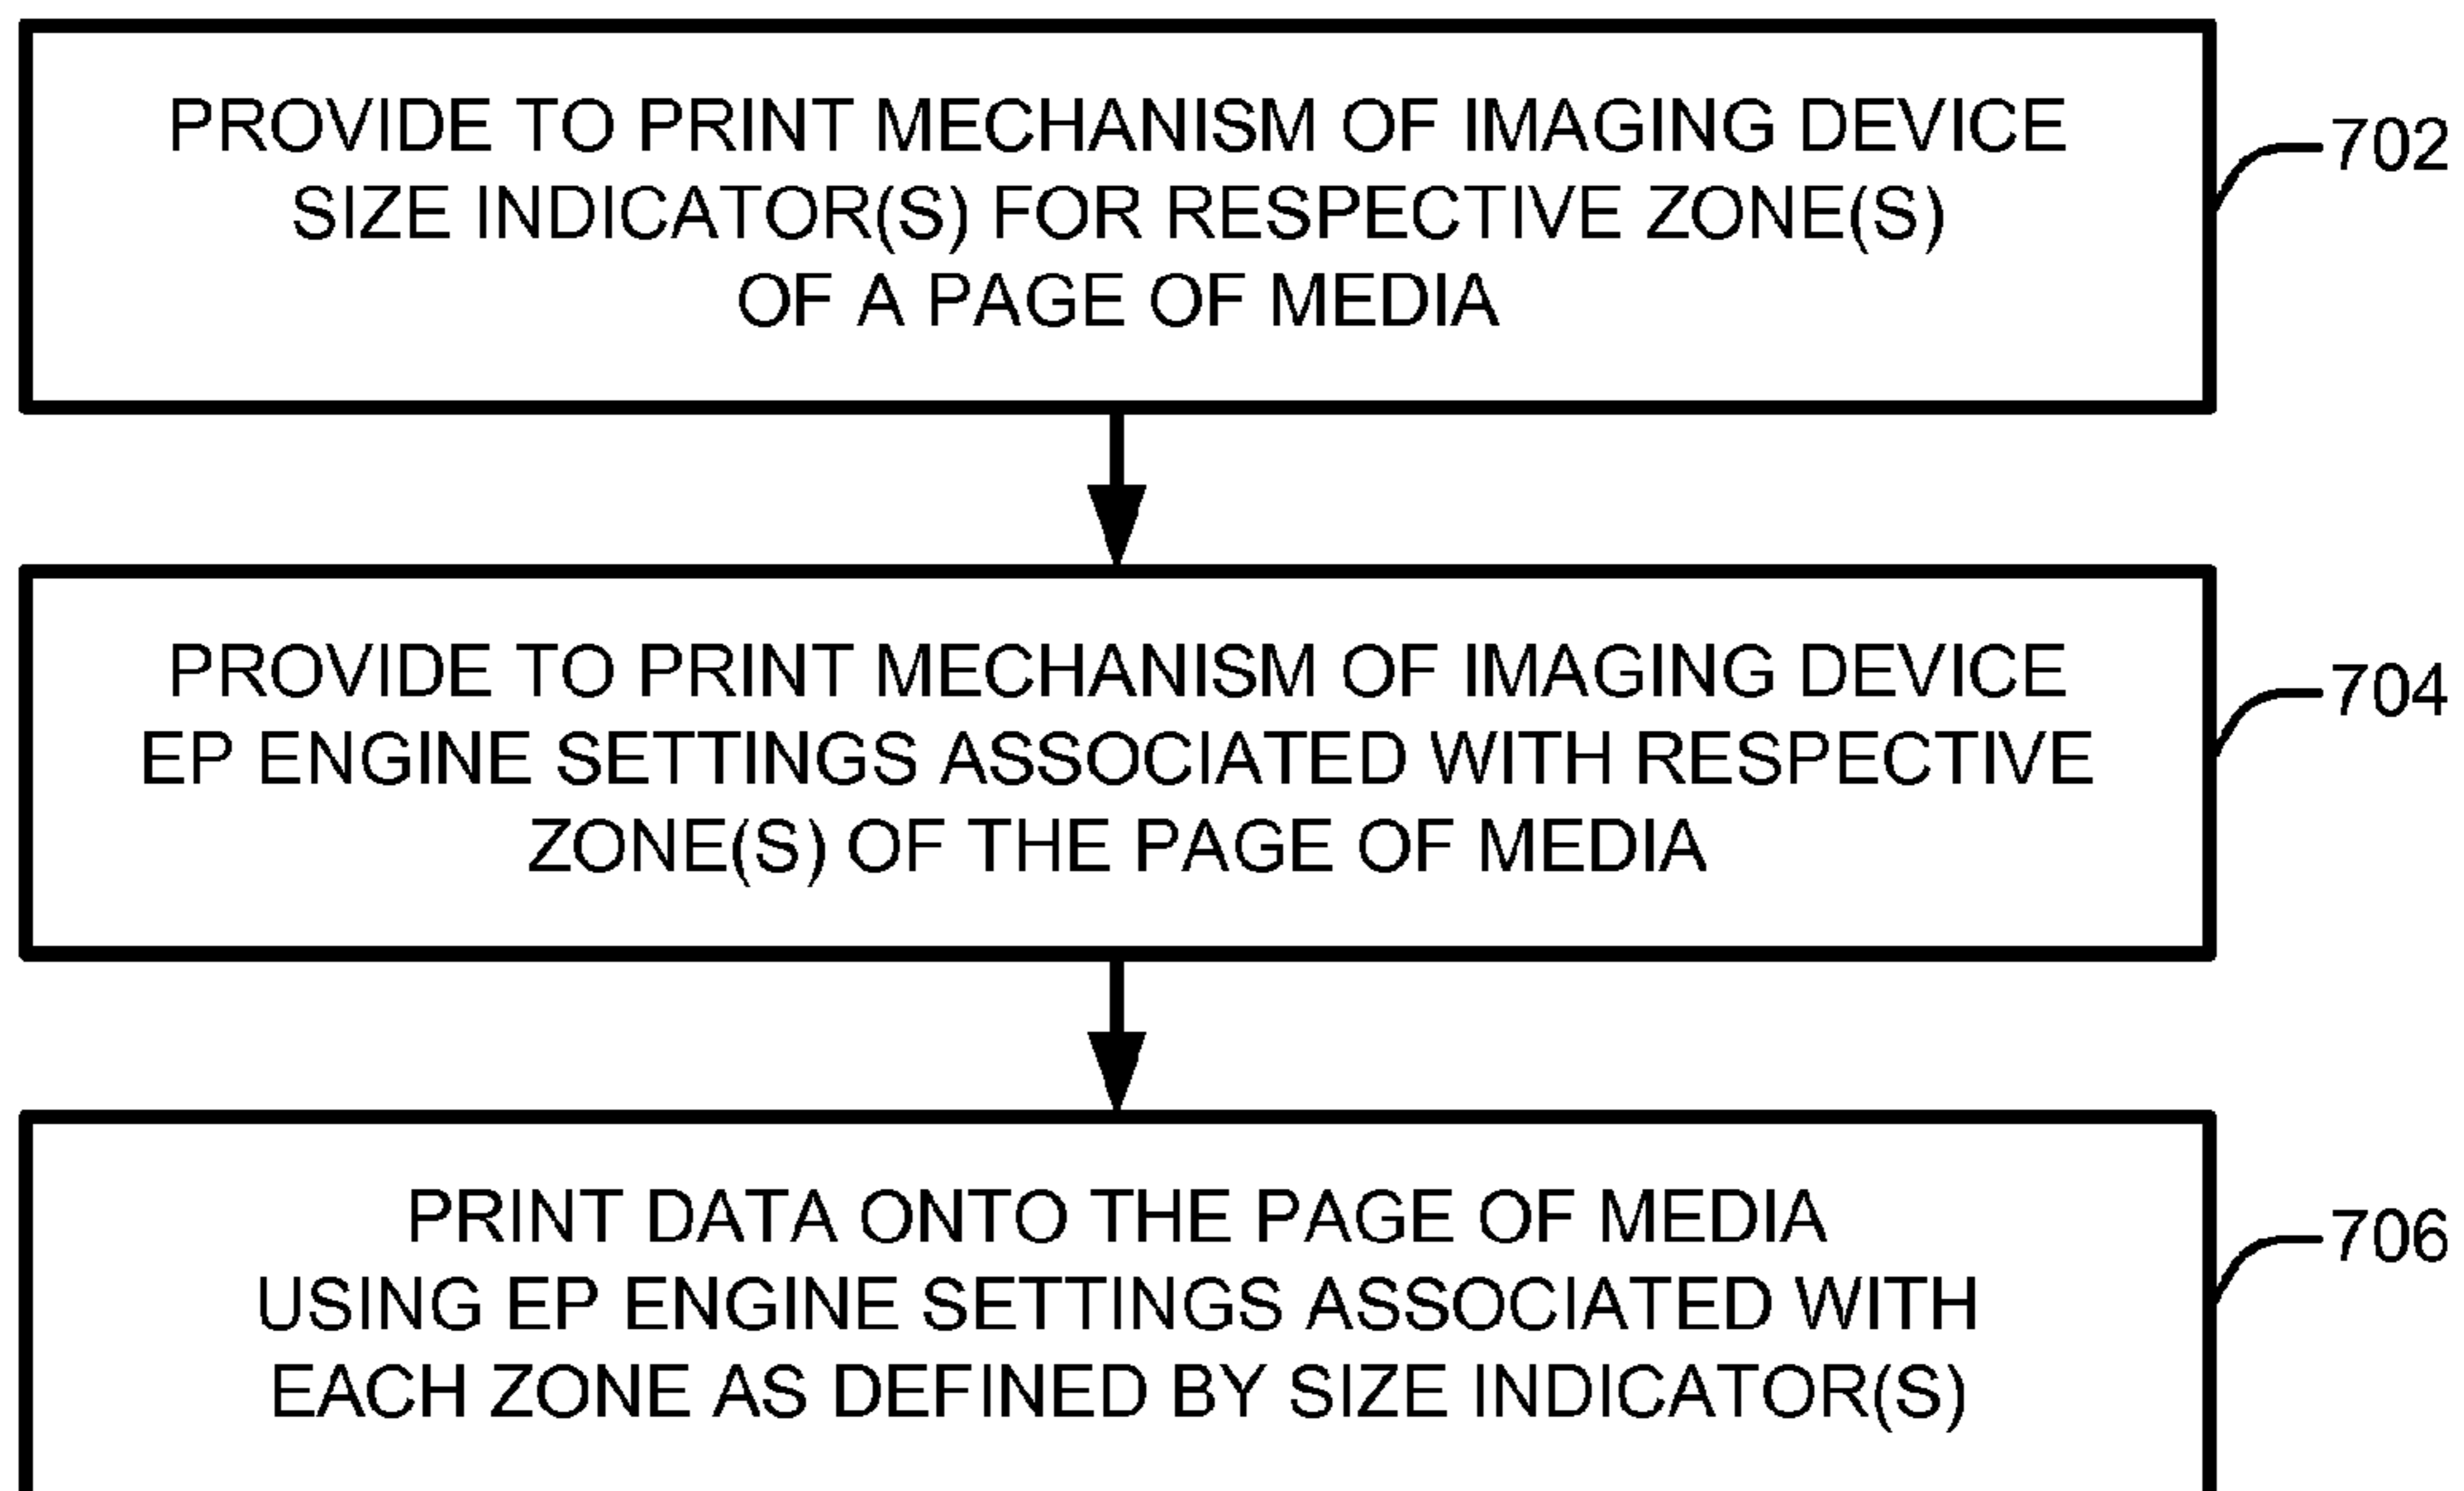 PROVIDE TO PRINT MECHANISM OF IMAGING DEVICE
SIZE INDICATOR(S) FOR RESPECTIVE ZONE(S)
OF A PAGE OF MEDIA
702
PROVIDE TO PRINT MECHANISM OF IMAGING DEVICE
EP ENGINE SETTINGS ASSOCIATED WITH RESPECTIVE
ZONE(S) OF THE PAGE OF MEDIA
704
PRINT DATA ONTO THE PAGE OF MEDIA
USING EP ENGINE SETTINGS ASSOCIATED WITH
EACH ZONE AS DEFINED BY SIZE INDICATOR(S)
706